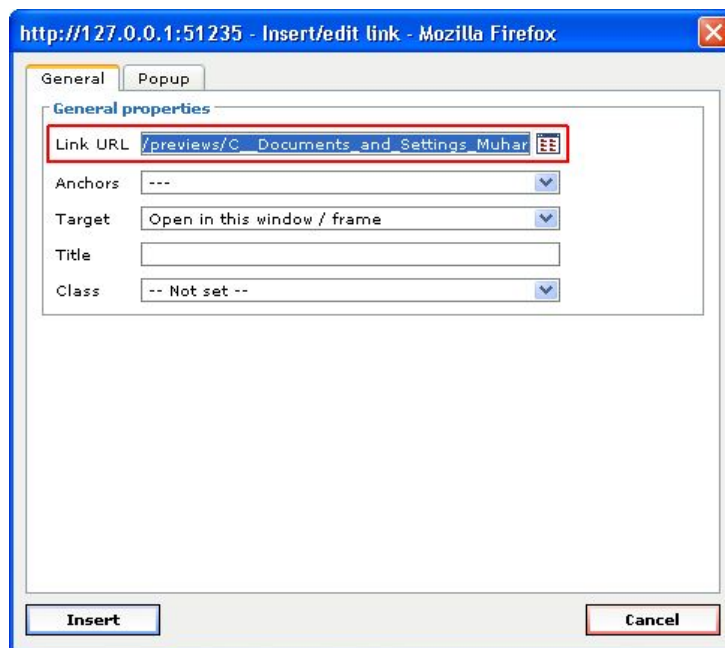 http://127.0.0.1:51235 - Insert/edit link - Mozilla Firefox
General Popup
General properties
Link URL /previews/C__Documents_and_Settings_Muhar
Anchors ---
Target Open in this window / frame
Title
Class -- Not set --
Insert Cancel